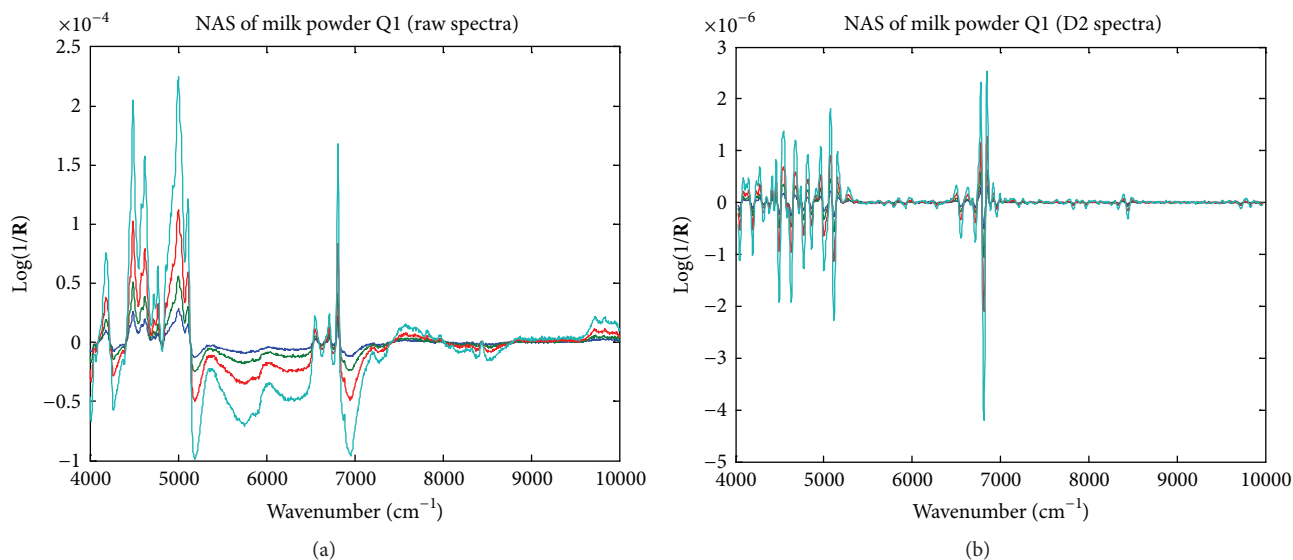 NAS of milk powder Q1 (raw spectra)
×10⁻⁴
2.5
2
1.5
1
0.5
0
−0.5
−1
4000 5000 6000 7000 8000 9000 10000
Log(1/R)
Wavenumber (cm⁻¹)
(a)
NAS of milk powder Q1 (D2 spectra)
×10⁻⁶
3
2
1
0
−1
−2
−3
−4
−5
4000 5000 6000 7000 8000 9000 10000
Log(1/R)
Wavenumber (cm⁻¹)
(b)